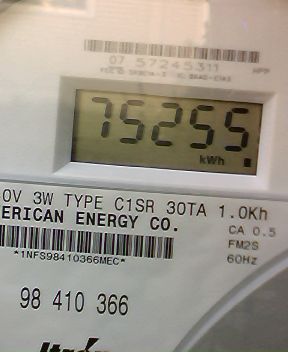 07 57245311
75255
kWh
0V 3W TYPE C1SR 30TA 1.0Kh
ERICAN ENERGY CO.
CA 0.5
FM2S
*1NFS98410366MEC*
60Hz
98 410 366
Itron